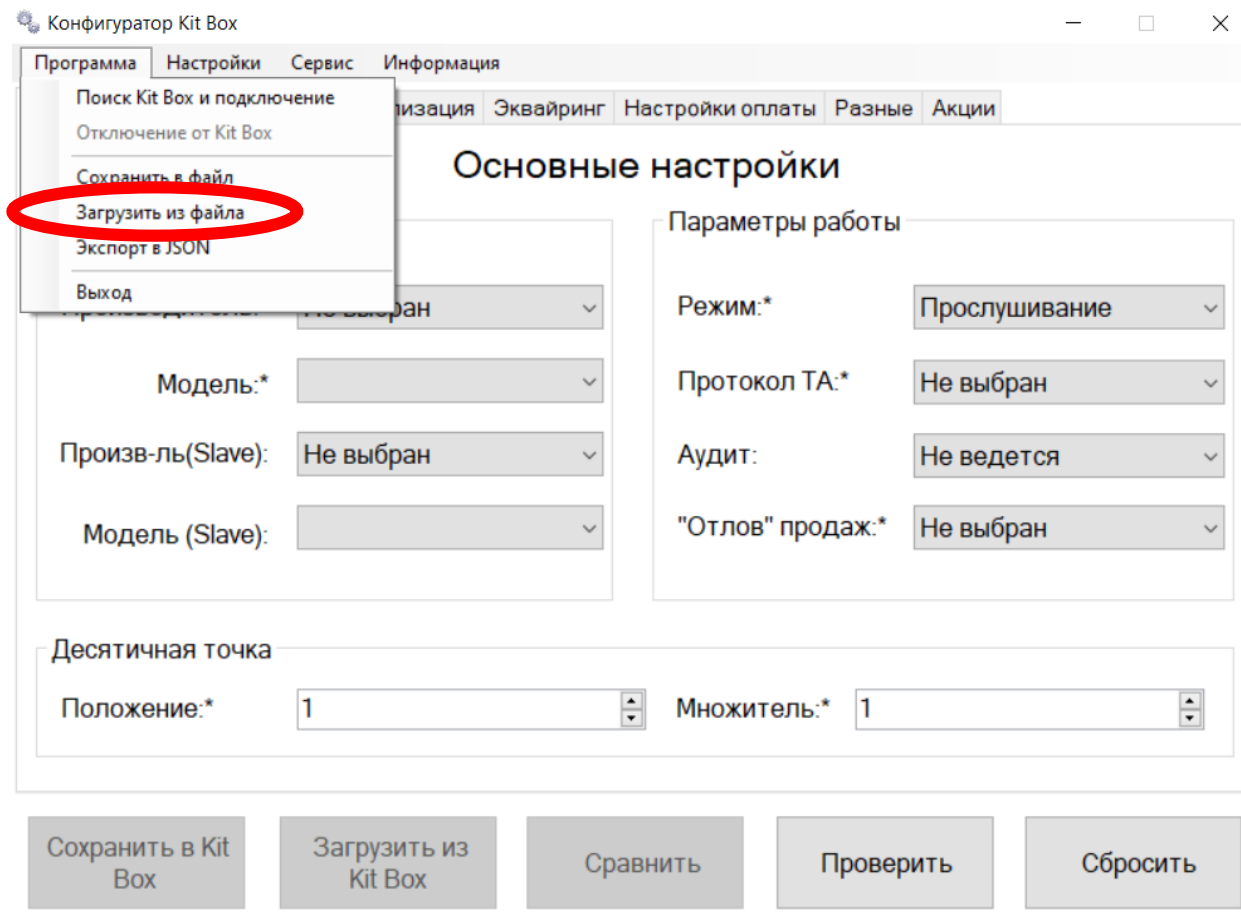 Конфигуратор Kit Box
Программа Настройки Сервис Информация
Поиск Kit Box и подключение
Отключение от Kit Box
Сохранить в файл
Загрузить из файла
Экспорт в JSON
Выход
Эквайринг Настройки оплаты Разные Акции
Основные настройки
Не выбран
Модель:*
Произв-ль(Slave): Не выбран
Модель (Slave):
Параметры работы
Режим:* Прослушивание
Протокол ТА:* Не выбран
Аудит: Не ведется
"Отлов" продаж:* Не выбран
Десятичная точка
Положение:* 1 Множитель:* 1
Сохранить в Kit Box
Загрузить из Kit Box
Сравнить
Проверить
Сбросить